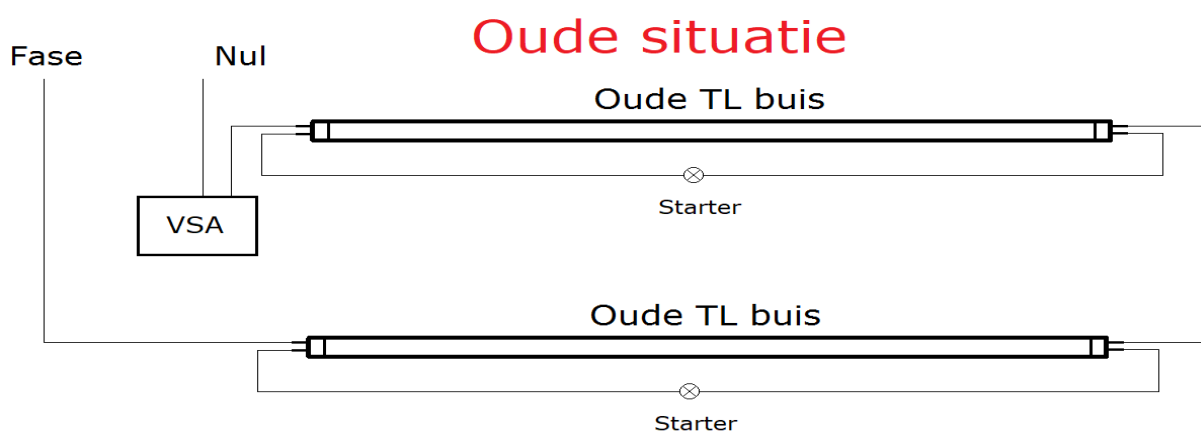 Oude situatie
Fase Nul
Oude TL buis
Starter
VSA
Oude TL buis
Starter